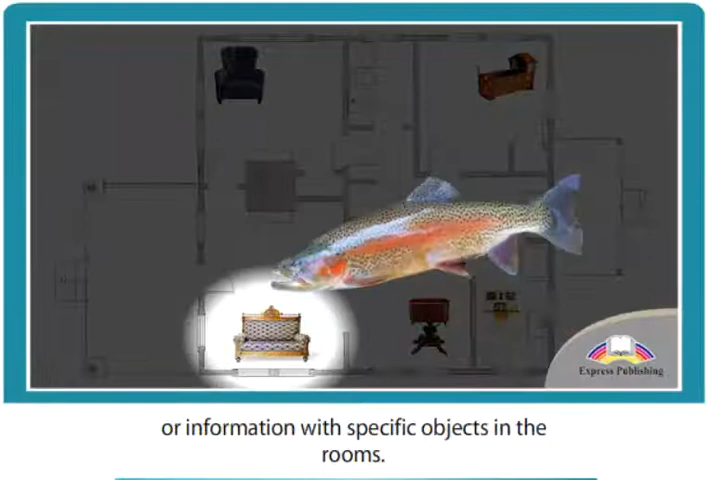 Express Publishing
or information with specific objects in the
rooms.